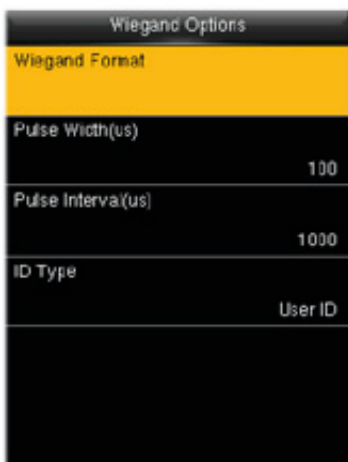 Wiegand Options
Wiegand Format
Pulse Width(us)
100
Pulse Interval(us)
1000
ID Type
User ID